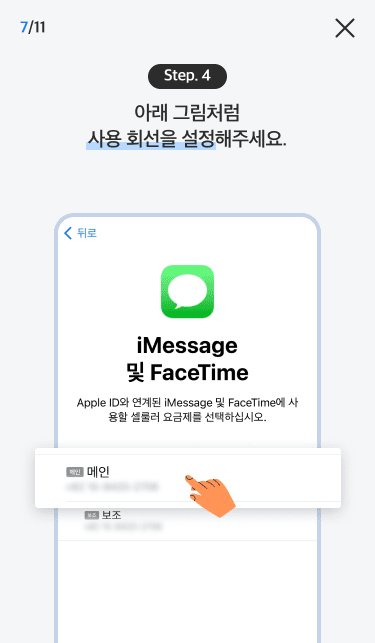 7/11
Step. 4
아래 그림처럼
사용 회선을 설정해주세요.
뒤로
iMessage
및 FaceTime
Apple ID와 연계된 iMessage 및 FaceTime에 사
용할 셀룰러 요금제를 선택하십시오.
메인 메인
보조 보조